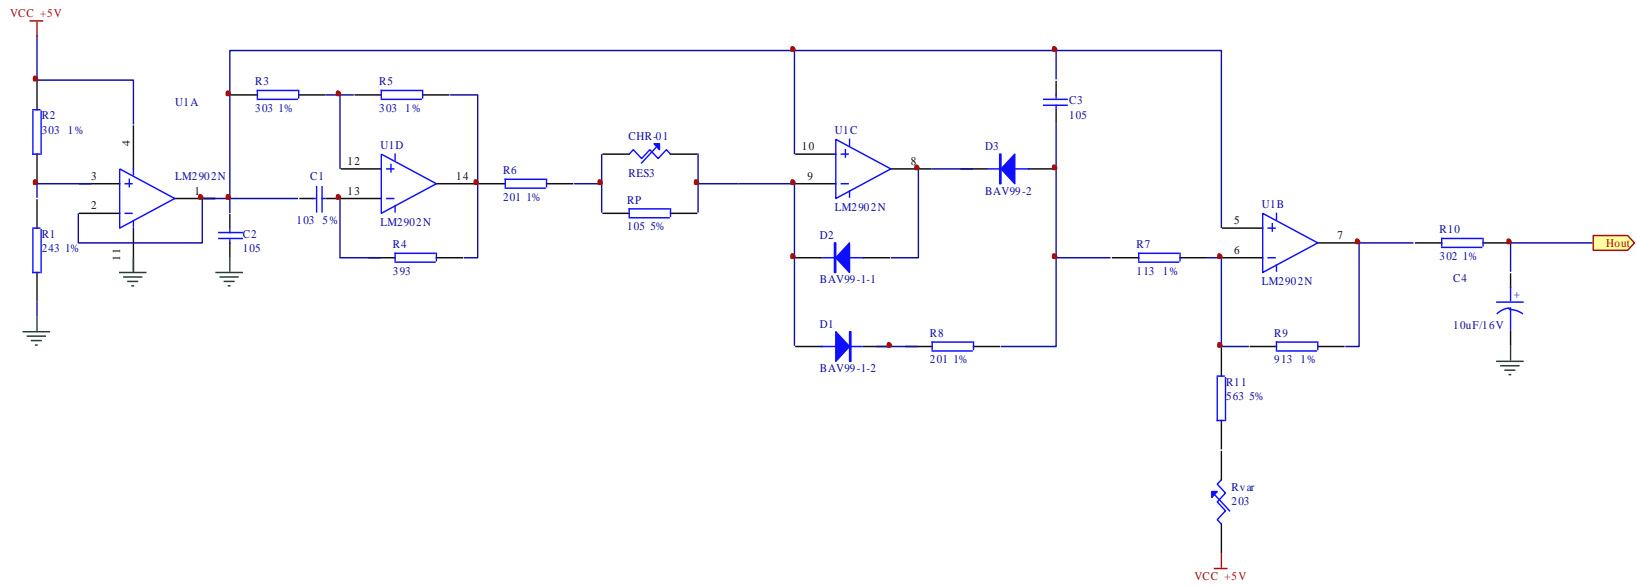 VCC +5V
R2
303 1%
R1
243 1%
4
3
2
1
11
U1A
LM2902N
R3
303 1%
R5
303 1%
U1D
12
13
14
LM2902N
C1
103 5%
C2
105
R4
393
R6
201 1%
CHR-01
RES3
RP
105 5%
U1C
10
9
8
LM2902N
D2
BAV99-1-1
D1
BAV99-1-2
R8
201 1%
D3
BAV99-2
C3
105
R7
113 1%
U1B
5
6
7
LM2902N
R9
913 1%
R11
563 5%
Rvar
203
VCC +5V
R10
302 1%
C4
+
10uF/16V
Hout